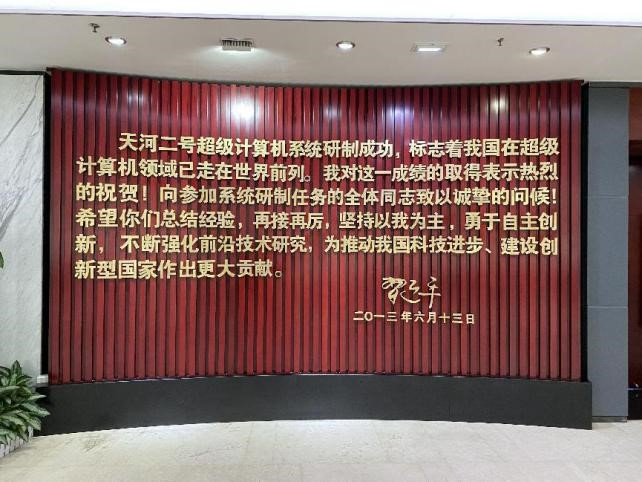 天河二号超级计算机系统研制成功，标志着我国在超级
计算机领域已走在世界前列。我对这一成绩的取得表示热烈
的祝贺！向参加系统研制任务的全体同志致以诚挚的问候！
希望你们总结经验，再接再厉，坚持以我为主，勇于自主创
新，不断强化前沿技术研究，为推动我国科技进步、建设创
新型国家作出更大贡献。
习近平
二〇一三年六月十三日